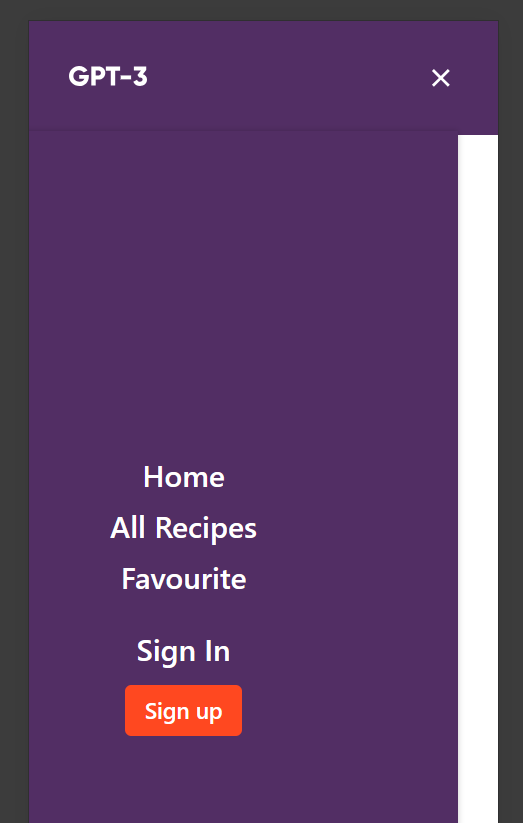 GPT-3
Home
All Recipes
Favourite
Sign In
Sign up